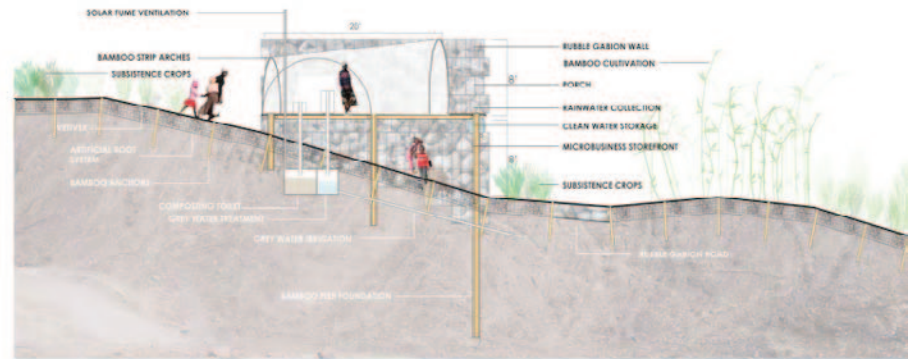 SOLAR FUME VENTILATION
20'
BAMBOO STRIP ARCHES
SUBSISTENCE CROPS
RUBBLE GABION WALL
BAMBOO CULTIVATION
8'
PORCH
RAINWATER COLLECTION
CLEAN WATER STORAGE
MICROBUSINESS STOREFRONT
8'
SUBSISTENCE CROPS
VETIVER
ARTIFICIAL ROOT
SYSTEM
BAMBOO ANCHORS
COMPOSTING TOILET
GREY WATER TREATMENT
GREY WATER IRRIGATION
RUBBLE GABION ROAD
BAMBOO PIER FOUNDATION